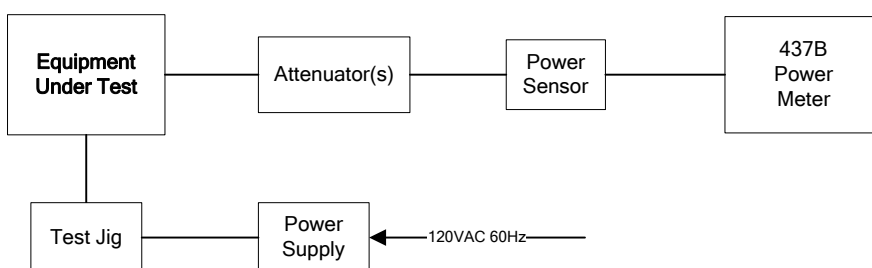 Equipment
Under Test
Attenuator(s)
Power
Sensor
437B
Power
Meter
Test Jig
Power
Supply
120VAC 60Hz